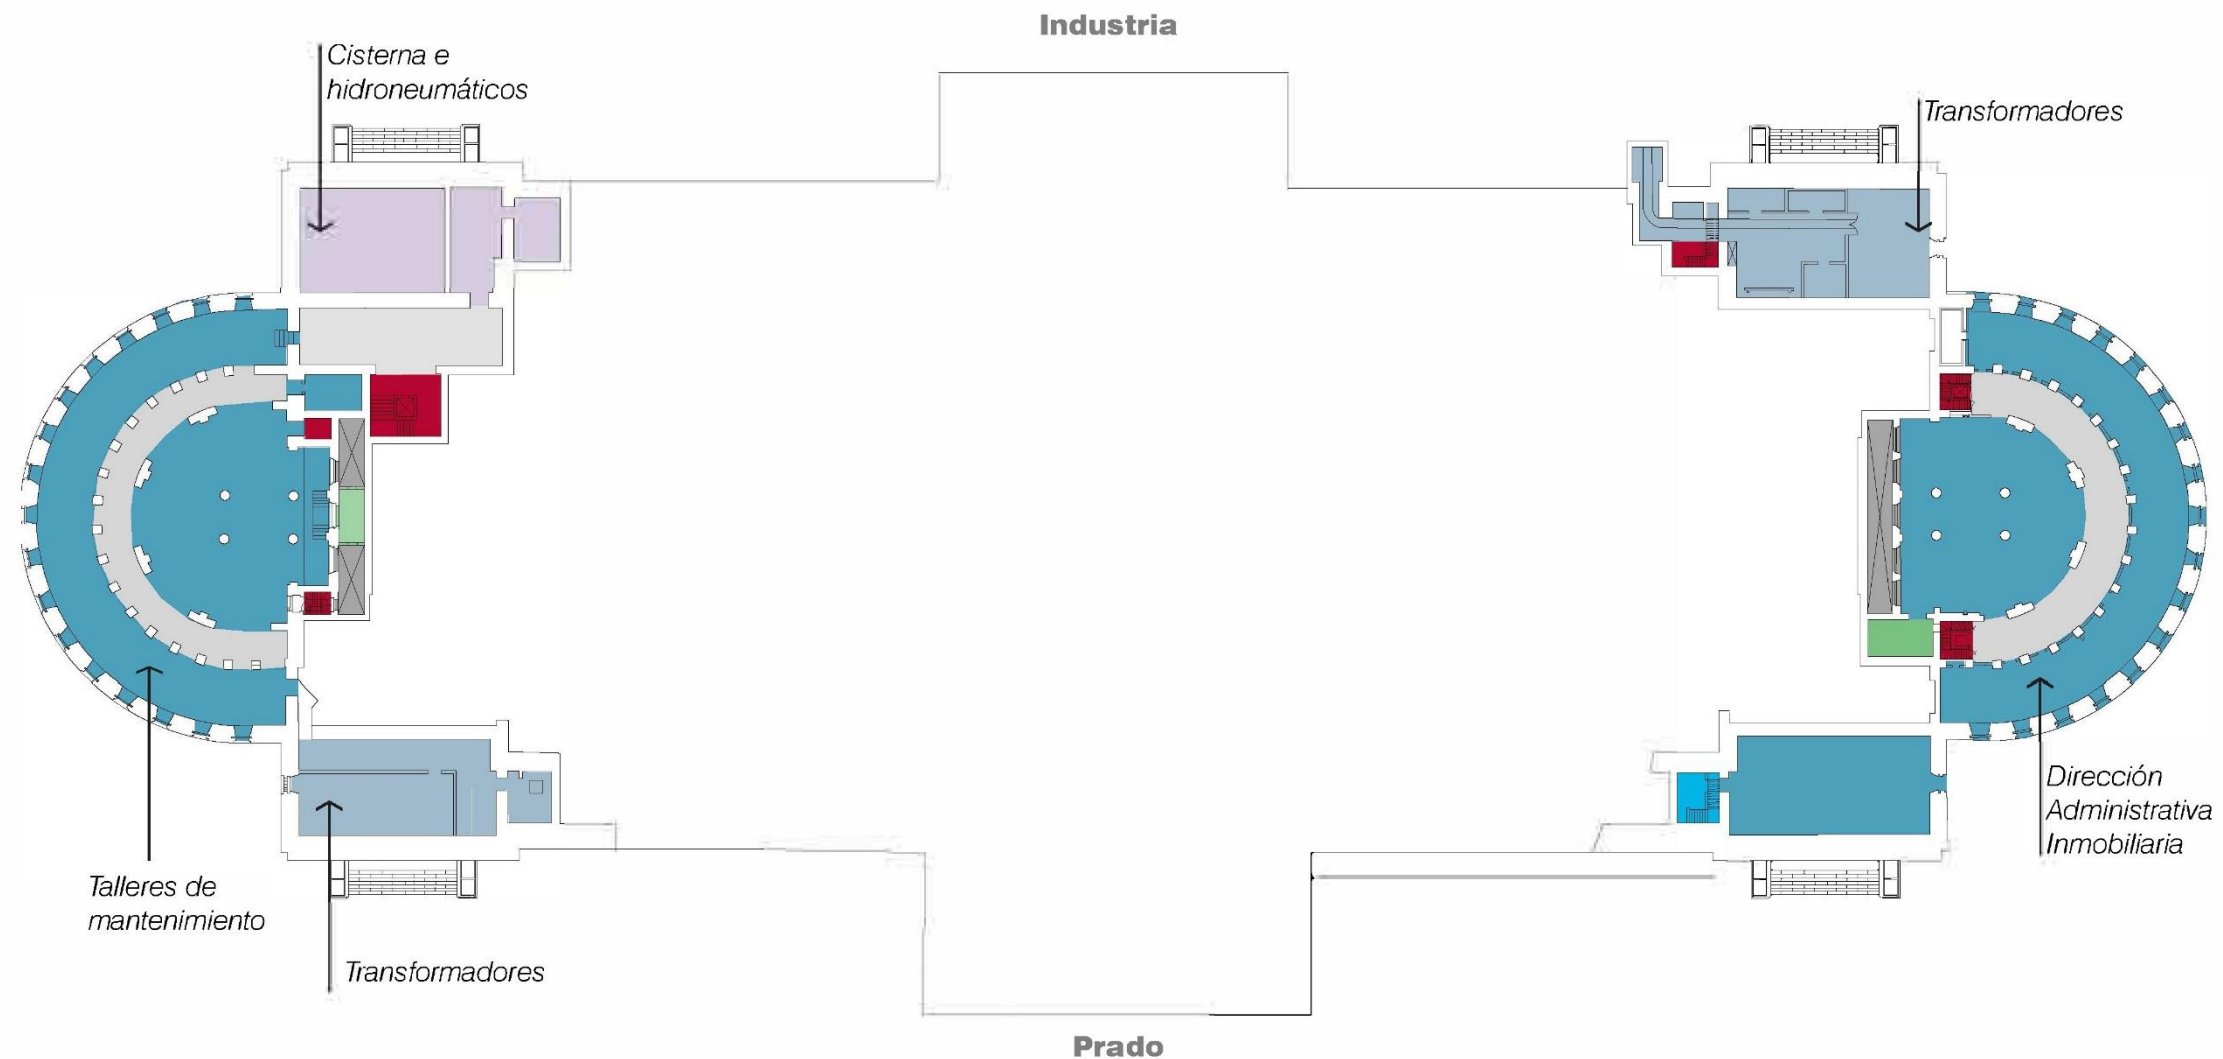 Industria
Cisterna e
hidroneumáticos
Transformadores
Dirección
Administrativa
Inmobiliaria
Talleres de
mantenimiento
Transformadores
Prado